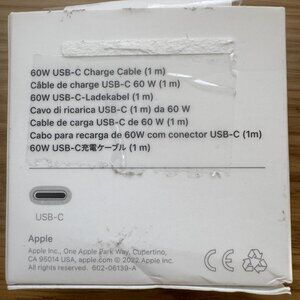 60W USB-C Charge Cable (1 m)
Câble de charge USB-C 60 W (1 m)
60W USB-C-Ladekabel (1 m)
Cavo di ricarica USB-C (1 m) da 60 W
Cable de carga USB-C de 60 W (1 m)
Cabo para recarga de 60W com conector USB-C (1m)
60W USB-C充電ケーブル (1 m)
USB-C
Apple
Apple Inc., One Apple Park Way, Cupertino,
CA 95014 USA, apple.com © 2022 Apple Inc.
All rights reserved. 602-06139-A
CE